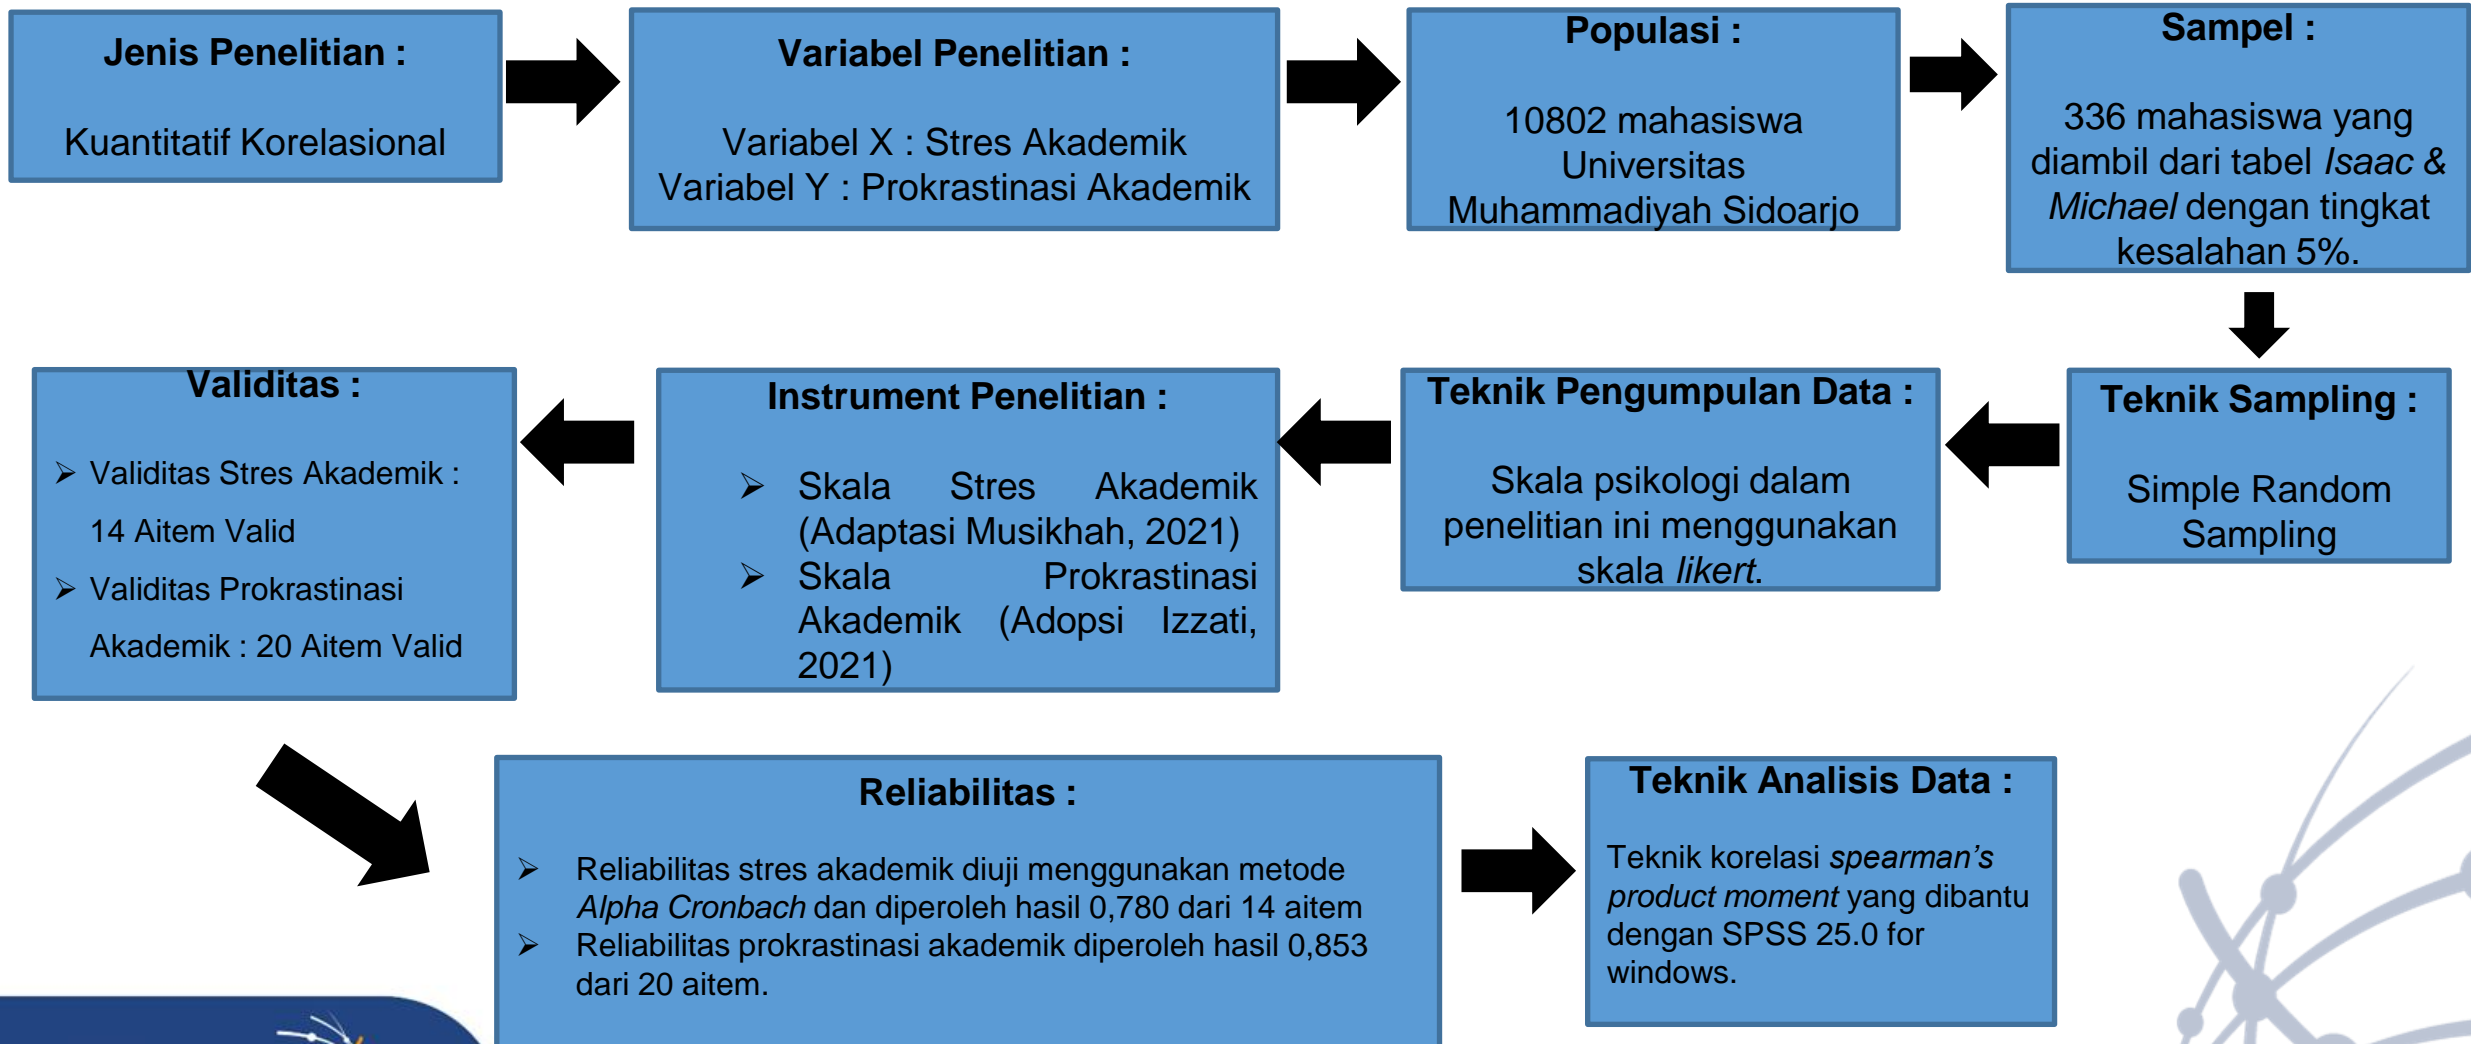 Jenis Penelitian :
Kuantitatif Korelasional
Variabel Penelitian :
Variabel X : Stres Akademik
Variabel Y : Prokrastinasi Akademik
Populasi :
10802 mahasiswa
Universitas
Muhammadiyah Sidoarjo
Sampel :
336 mahasiswa yang
diambil dari tabel Isaac &
Michael dengan tingkat
kesalahan 5%.
Teknik Sampling :
Simple Random
Sampling
Teknik Pengumpulan Data :
Skala psikologi dalam
penelitian ini menggunakan
skala likert.
Instrument Penelitian :
➢ Skala Stres Akademik
(Adaptasi Musikhah, 2021)
➢ Skala Prokrastinasi
Akademik (Adopsi Izzati,
2021)
Validitas :
➢ Validitas Stres Akademik :
14 Aitem Valid
➢ Validitas Prokrastinasi
Akademik : 20 Aitem Valid
Reliabilitas :
➢ Reliabilitas stres akademik diuji menggunakan metode
Alpha Cronbach dan diperoleh hasil 0,780 dari 14 aitem
➢ Reliabilitas prokrastinasi akademik diperoleh hasil 0,853
dari 20 aitem.
Teknik Analisis Data :
Teknik korelasi spearman’s
product moment yang dibantu
dengan SPSS 25.0 for
windows.